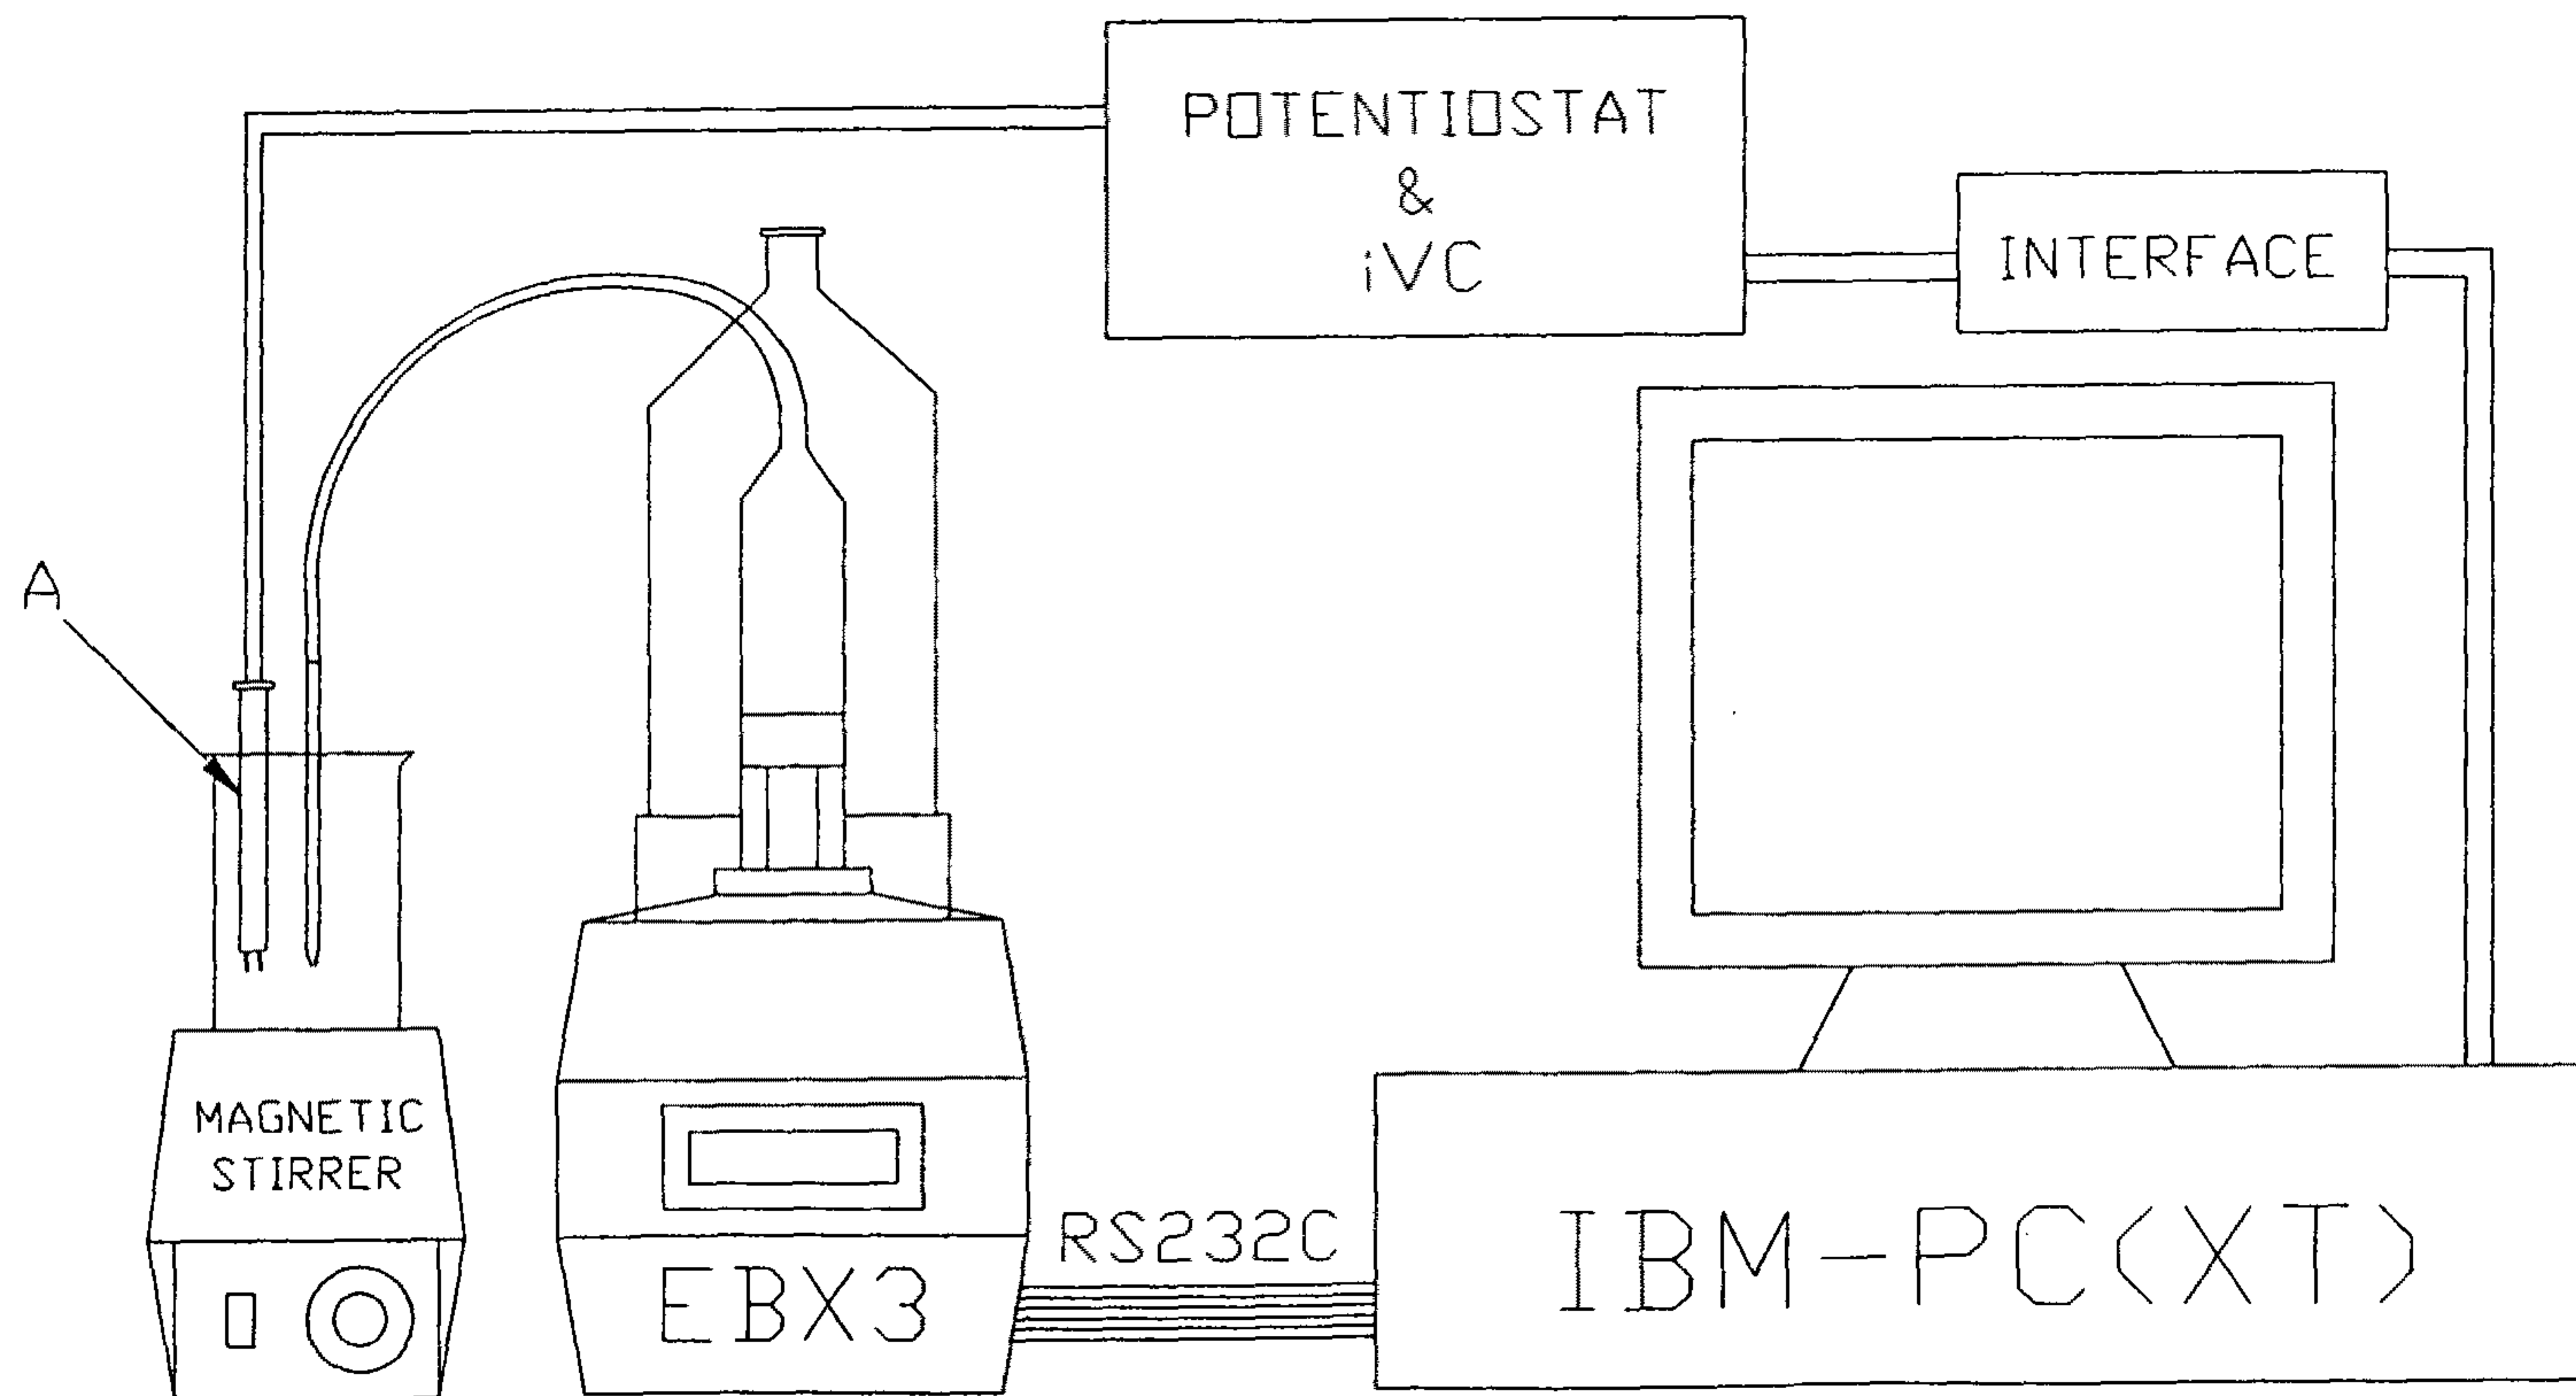 POTENTIOSTAT
&
iVC
INTERFACE
A
MAGNETIC
STIRRER
RS232C
EBX3
IBM-PC(XT)